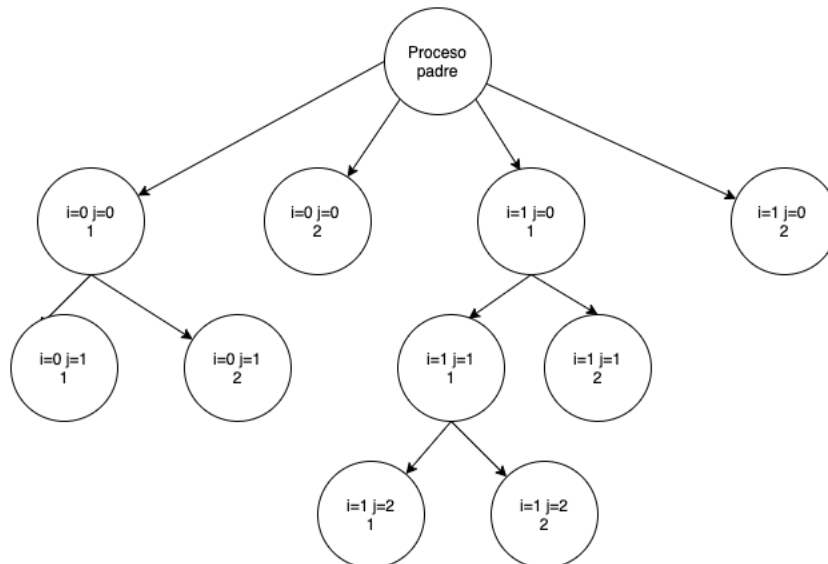 Proceso
padre
i=0 j=0
1
i=0 j=0
2
i=1 j=0
1
i=1 j=0
2
i=0 j=1
1
i=0 j=1
2
i=1 j=1
1
i=1 j=1
2
i=1 j=2
1
i=1 j=2
2